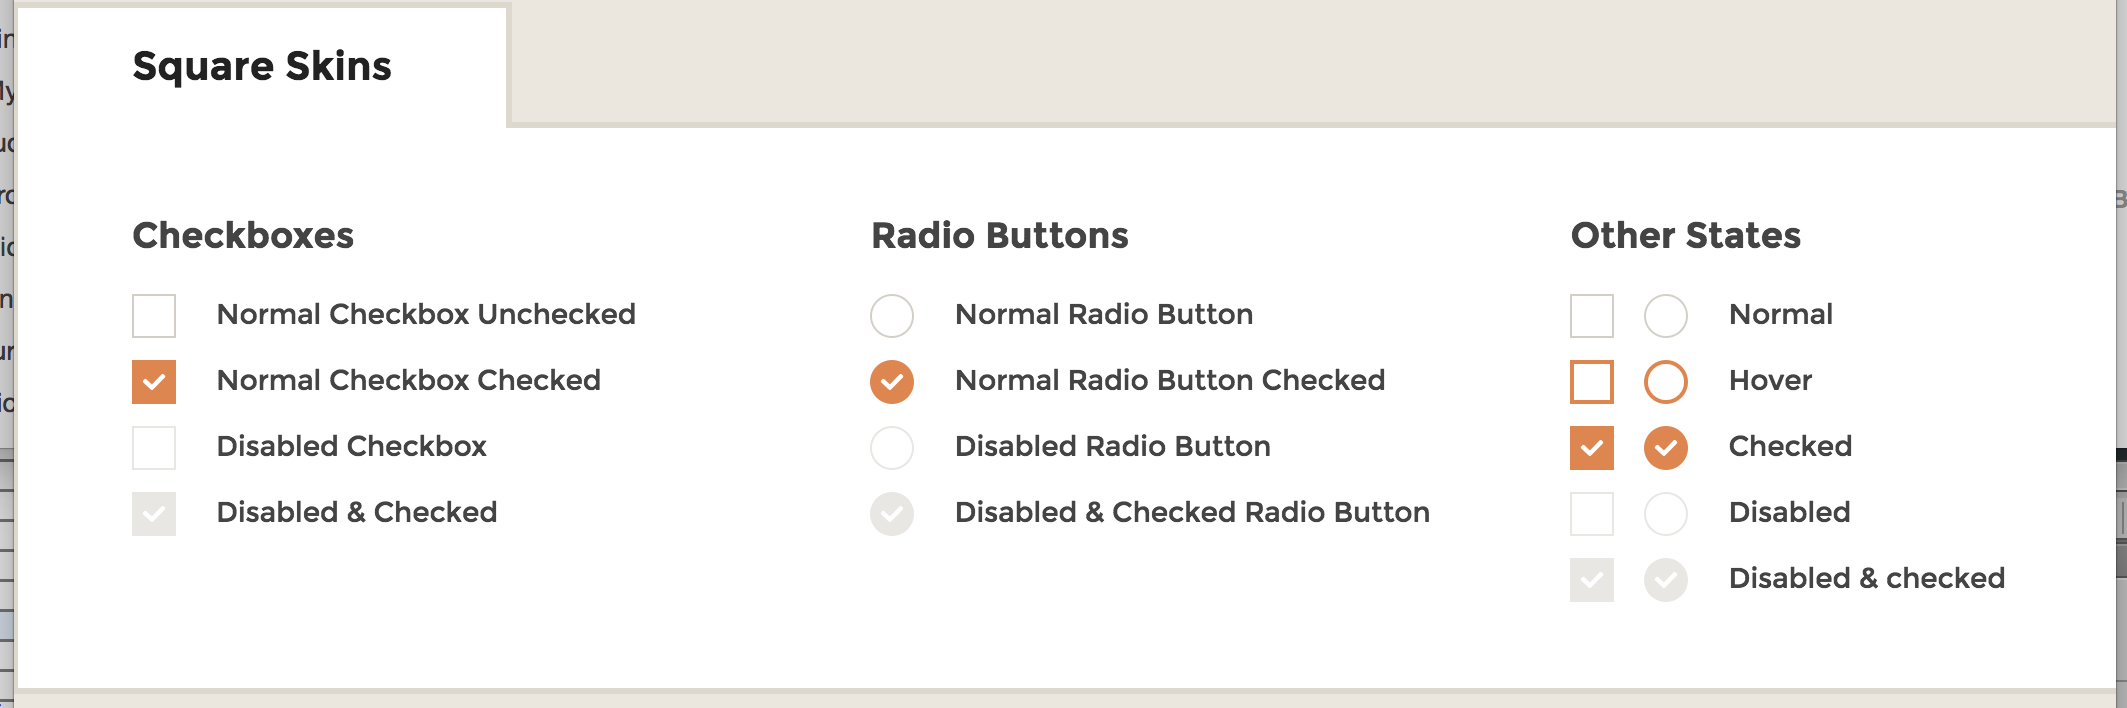 Square Skins
Checkboxes
Normal Checkbox Unchecked
Normal Checkbox Checked
Disabled Checkbox
Disabled & Checked
Radio Buttons
Normal Radio Button
Normal Radio Button Checked
Disabled Radio Button
Disabled & Checked Radio Button
Other States
Normal
Hover
Checked
Disabled
Disabled & checked